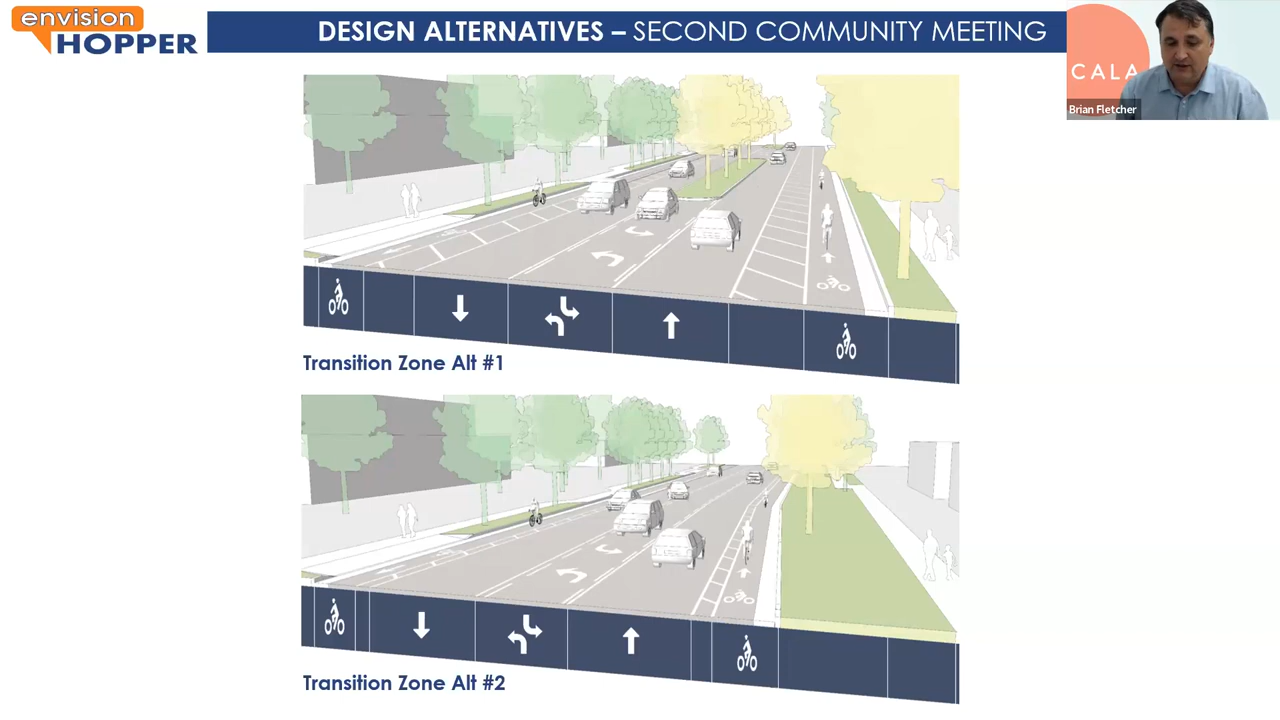 envision
HOPPER
DESIGN ALTERNATIVES – SECOND COMMUNITY MEETING
CALA
Brian Fletcher
Transition Zone Alt #1
Transition Zone Alt #2